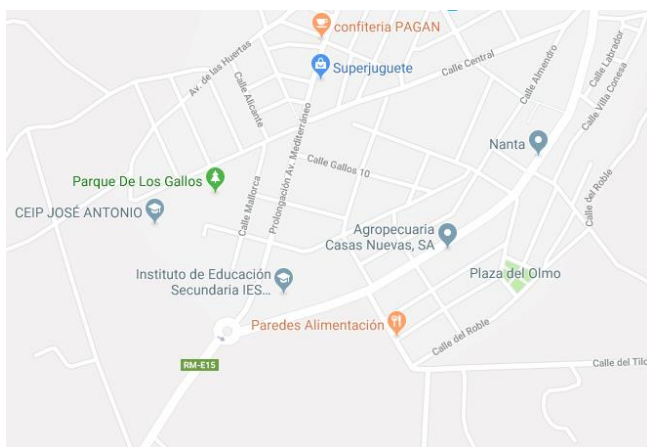 confiteria PAGAN
Superjuguete
Av. de las Huertas
Calle Central
Calle Almendro
Calle Labrador
Calle Villa Conesa
Calle Alicante
Prolongación Av. Mediterráneo
Nanta
Calle Gallos 10
Parque De Los Gallos
Calle del Roble
Calle Mallorca
CEIP JOSÉ ANTONIO
Agropecuaria
Casas Nuevas, SA
Instituto de Educación
Secundaria IES...
Plaza del Olmo
Paredes Alimentación
Calle del Roble
RM-E15
Calle del Tilo